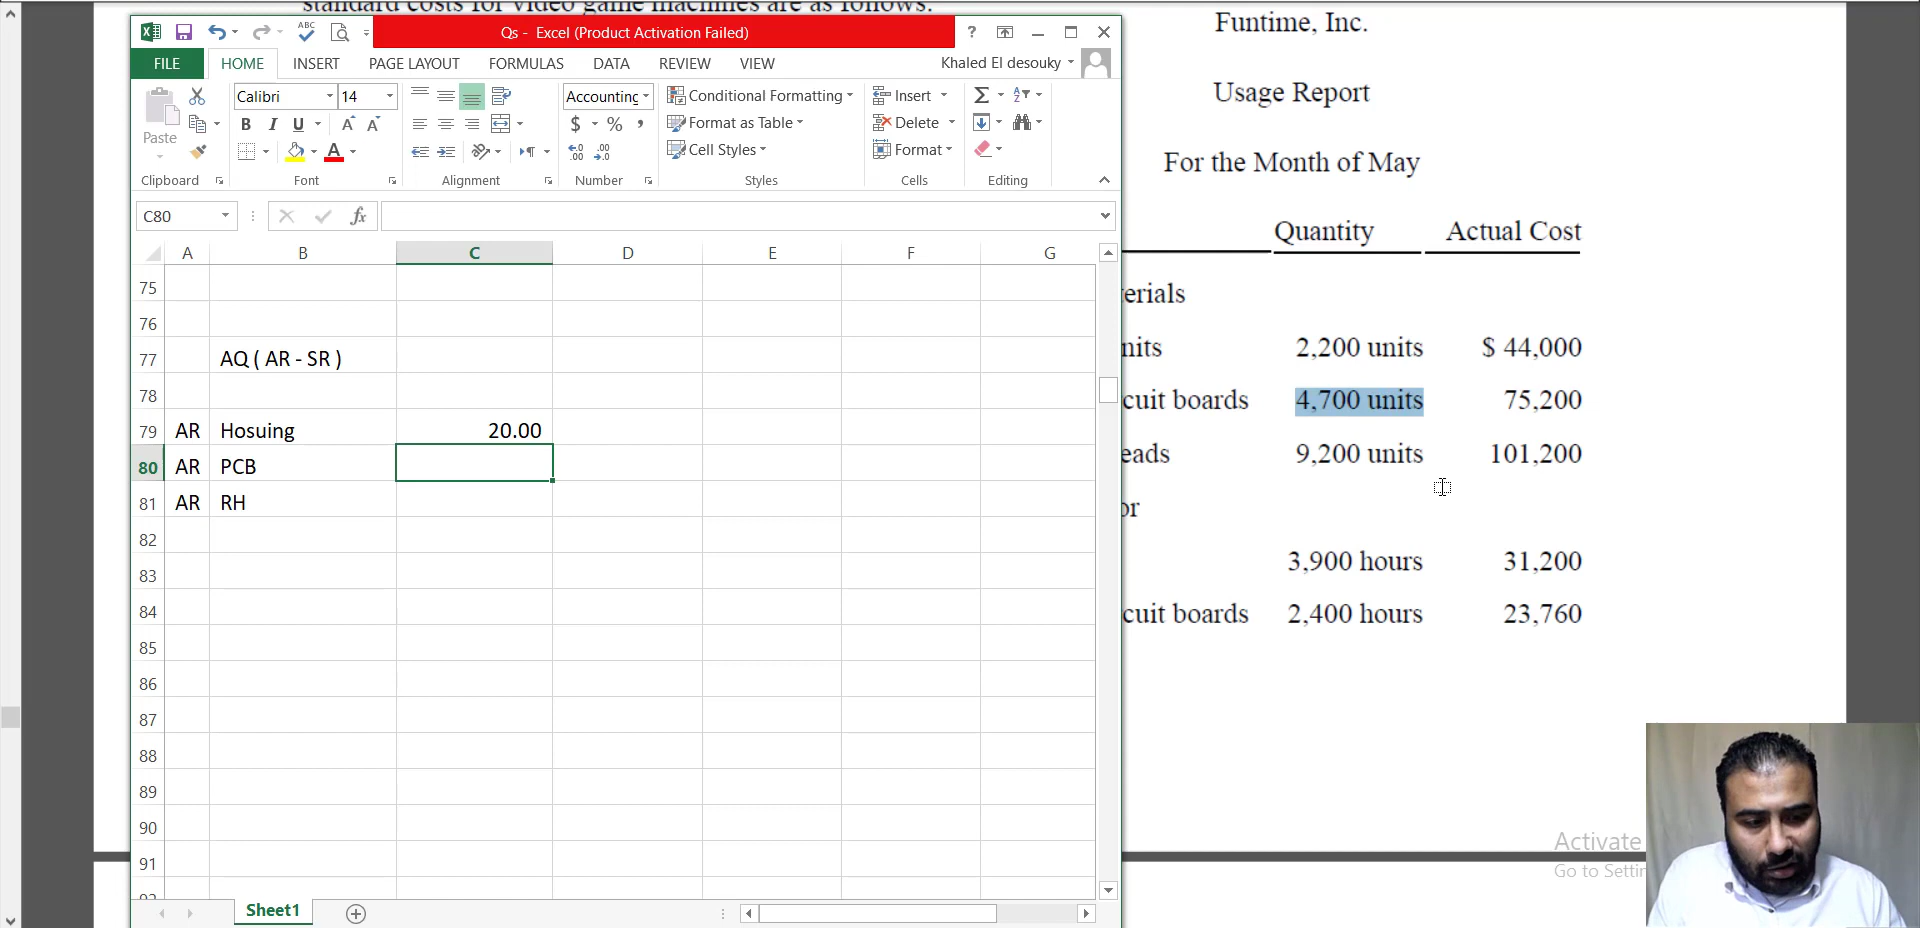 standard costs for video game machines are as follows.
Qs - Excel (Product Activation Failed)
FILE HOME INSERT PAGE LAYOUT FORMULAS DATA REVIEW VIEW Khaled El desouky
Paste
Calibri 14
B I U
Accounting
$ % ,
Conditional Formatting
Format as Table
Cell Styles
Insert
Delete
Format
Clipboard Font Alignment Number Styles Cells Editing
C80 fx
A B C D E F G
75
76
77 AQ ( AR - SR )
78
79 AR Hosuing 20.00
80 AR PCB
81 AR RH
82
83
84
85
86
87
88
89
90
91
92
Sheet1
Funtime, Inc.
Usage Report
For the Month of May
Quantity Actual Cost
erials
nits 2,200 units $ 44,000
cuit boards 4,700 units 75,200
eads 9,200 units 101,200
or
3,900 hours 31,200
cuit boards 2,400 hours 23,760
Activate
Go to Settin